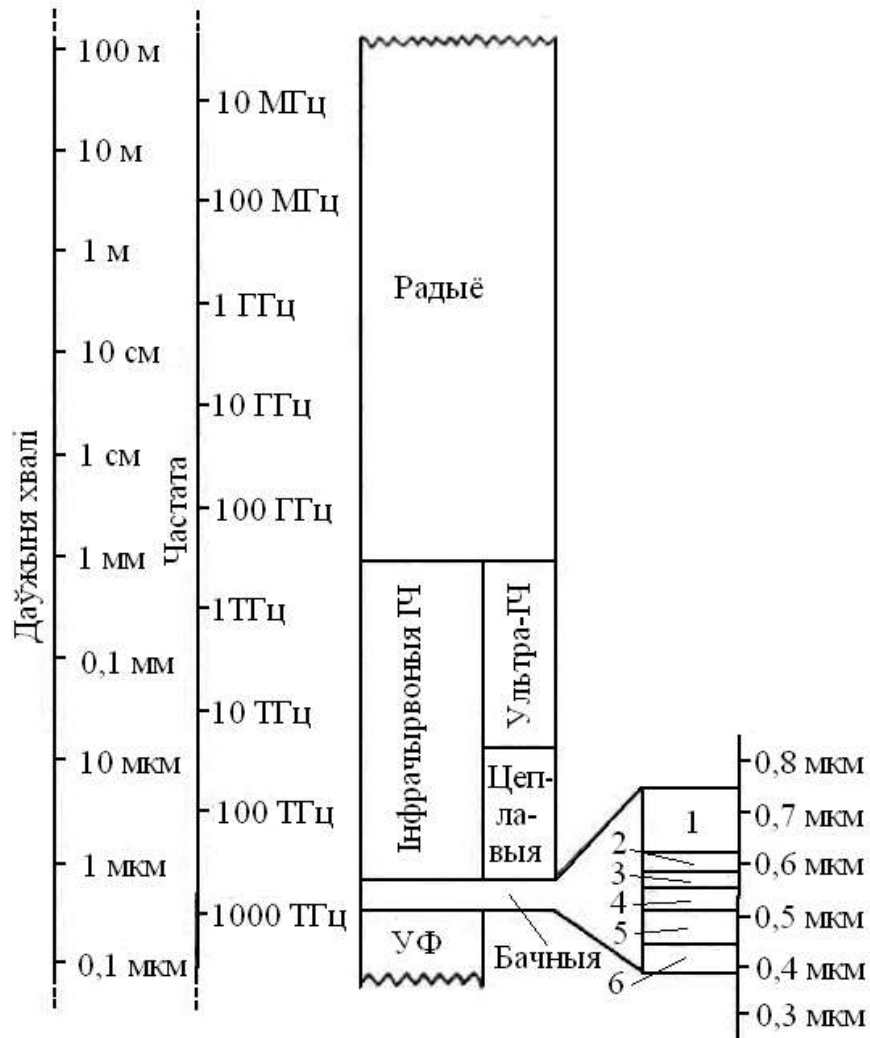 Даўжыня хвалі
100 м
10 м
1 м
10 см
1 см
1 мм
0,1 мм
10 мкм
1 мкм
0,1 мкм
Частата
10 МГц
100 МГц
1 ГГц
10 ГГц
100 ГГц
1ТГц
10 ТГц
100 ТГц
1000 ТГц
Радыё
Інфрачырвоныя ІЧ
Ультра-ІЧ
Цеп-
ла-
выя
УФ
Бачныя
1
2
3
4
5
6
0,8 мкм
0,7 мкм
0,6 мкм
0,5 мкм
0,4 мкм
0,3 мкм